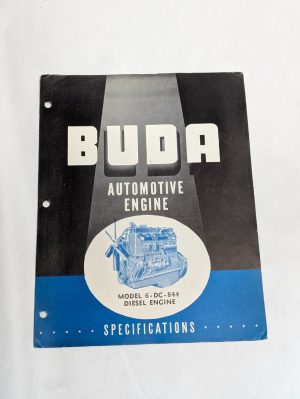 BUDA
AUTOMOTIVE
ENGINE
MODEL 6-DC-844
DIESEL ENGINE
SPECIFICATIONS